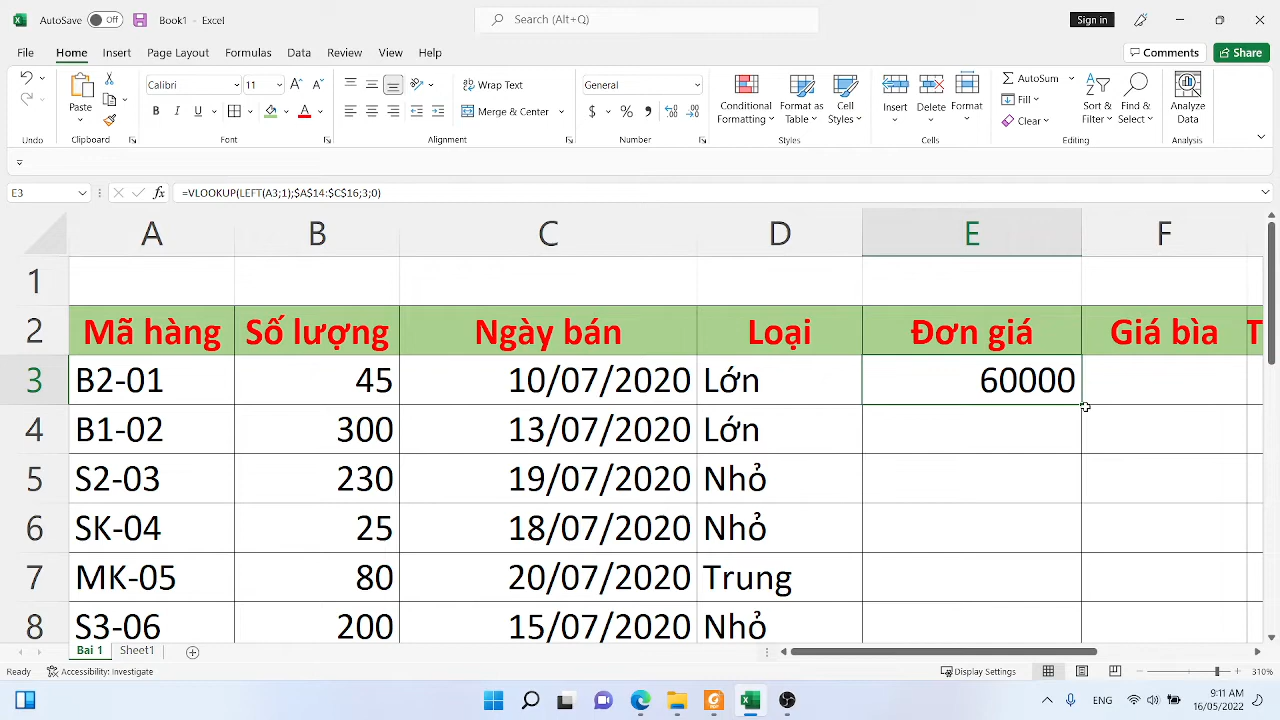 AutoSave Off Book1 - Excel Search (Alt+Q) Sign in
File Home Insert Page Layout Formulas Data Review View Help Comments Share
Paste Calibri 11 Wrap Text General Conditional Formatting Format as Table Cell Styles Insert Delete Format AutoSum Sort & Filter Find & Select Analyze Data
B I U A Merge & Center $ % Fill
Clear
Undo Clipboard Font Alignment Number Styles Cells Editing Analysis
E3 fx =VLOOKUP(LEFT(A3;1);$A$14:$C$16;3;0)
A B C D E F
1
2 Mã hàng Số lượng Ngày bán Loại Đơn giá Giá bìa T
3 B2-01 45 10/07/2020 Lớn 60000
4 B1-02 300 13/07/2020 Lớn
5 S2-03 230 19/07/2020 Nhỏ
6 SK-04 25 18/07/2020 Nhỏ
7 MK-05 80 20/07/2020 Trung
8 S3-06 200 15/07/2020 Nhỏ
Bai 1 Sheet1
Ready Accessibility: Investigate Display Settings 310%
ENG 9:11 AM
16/05/2022